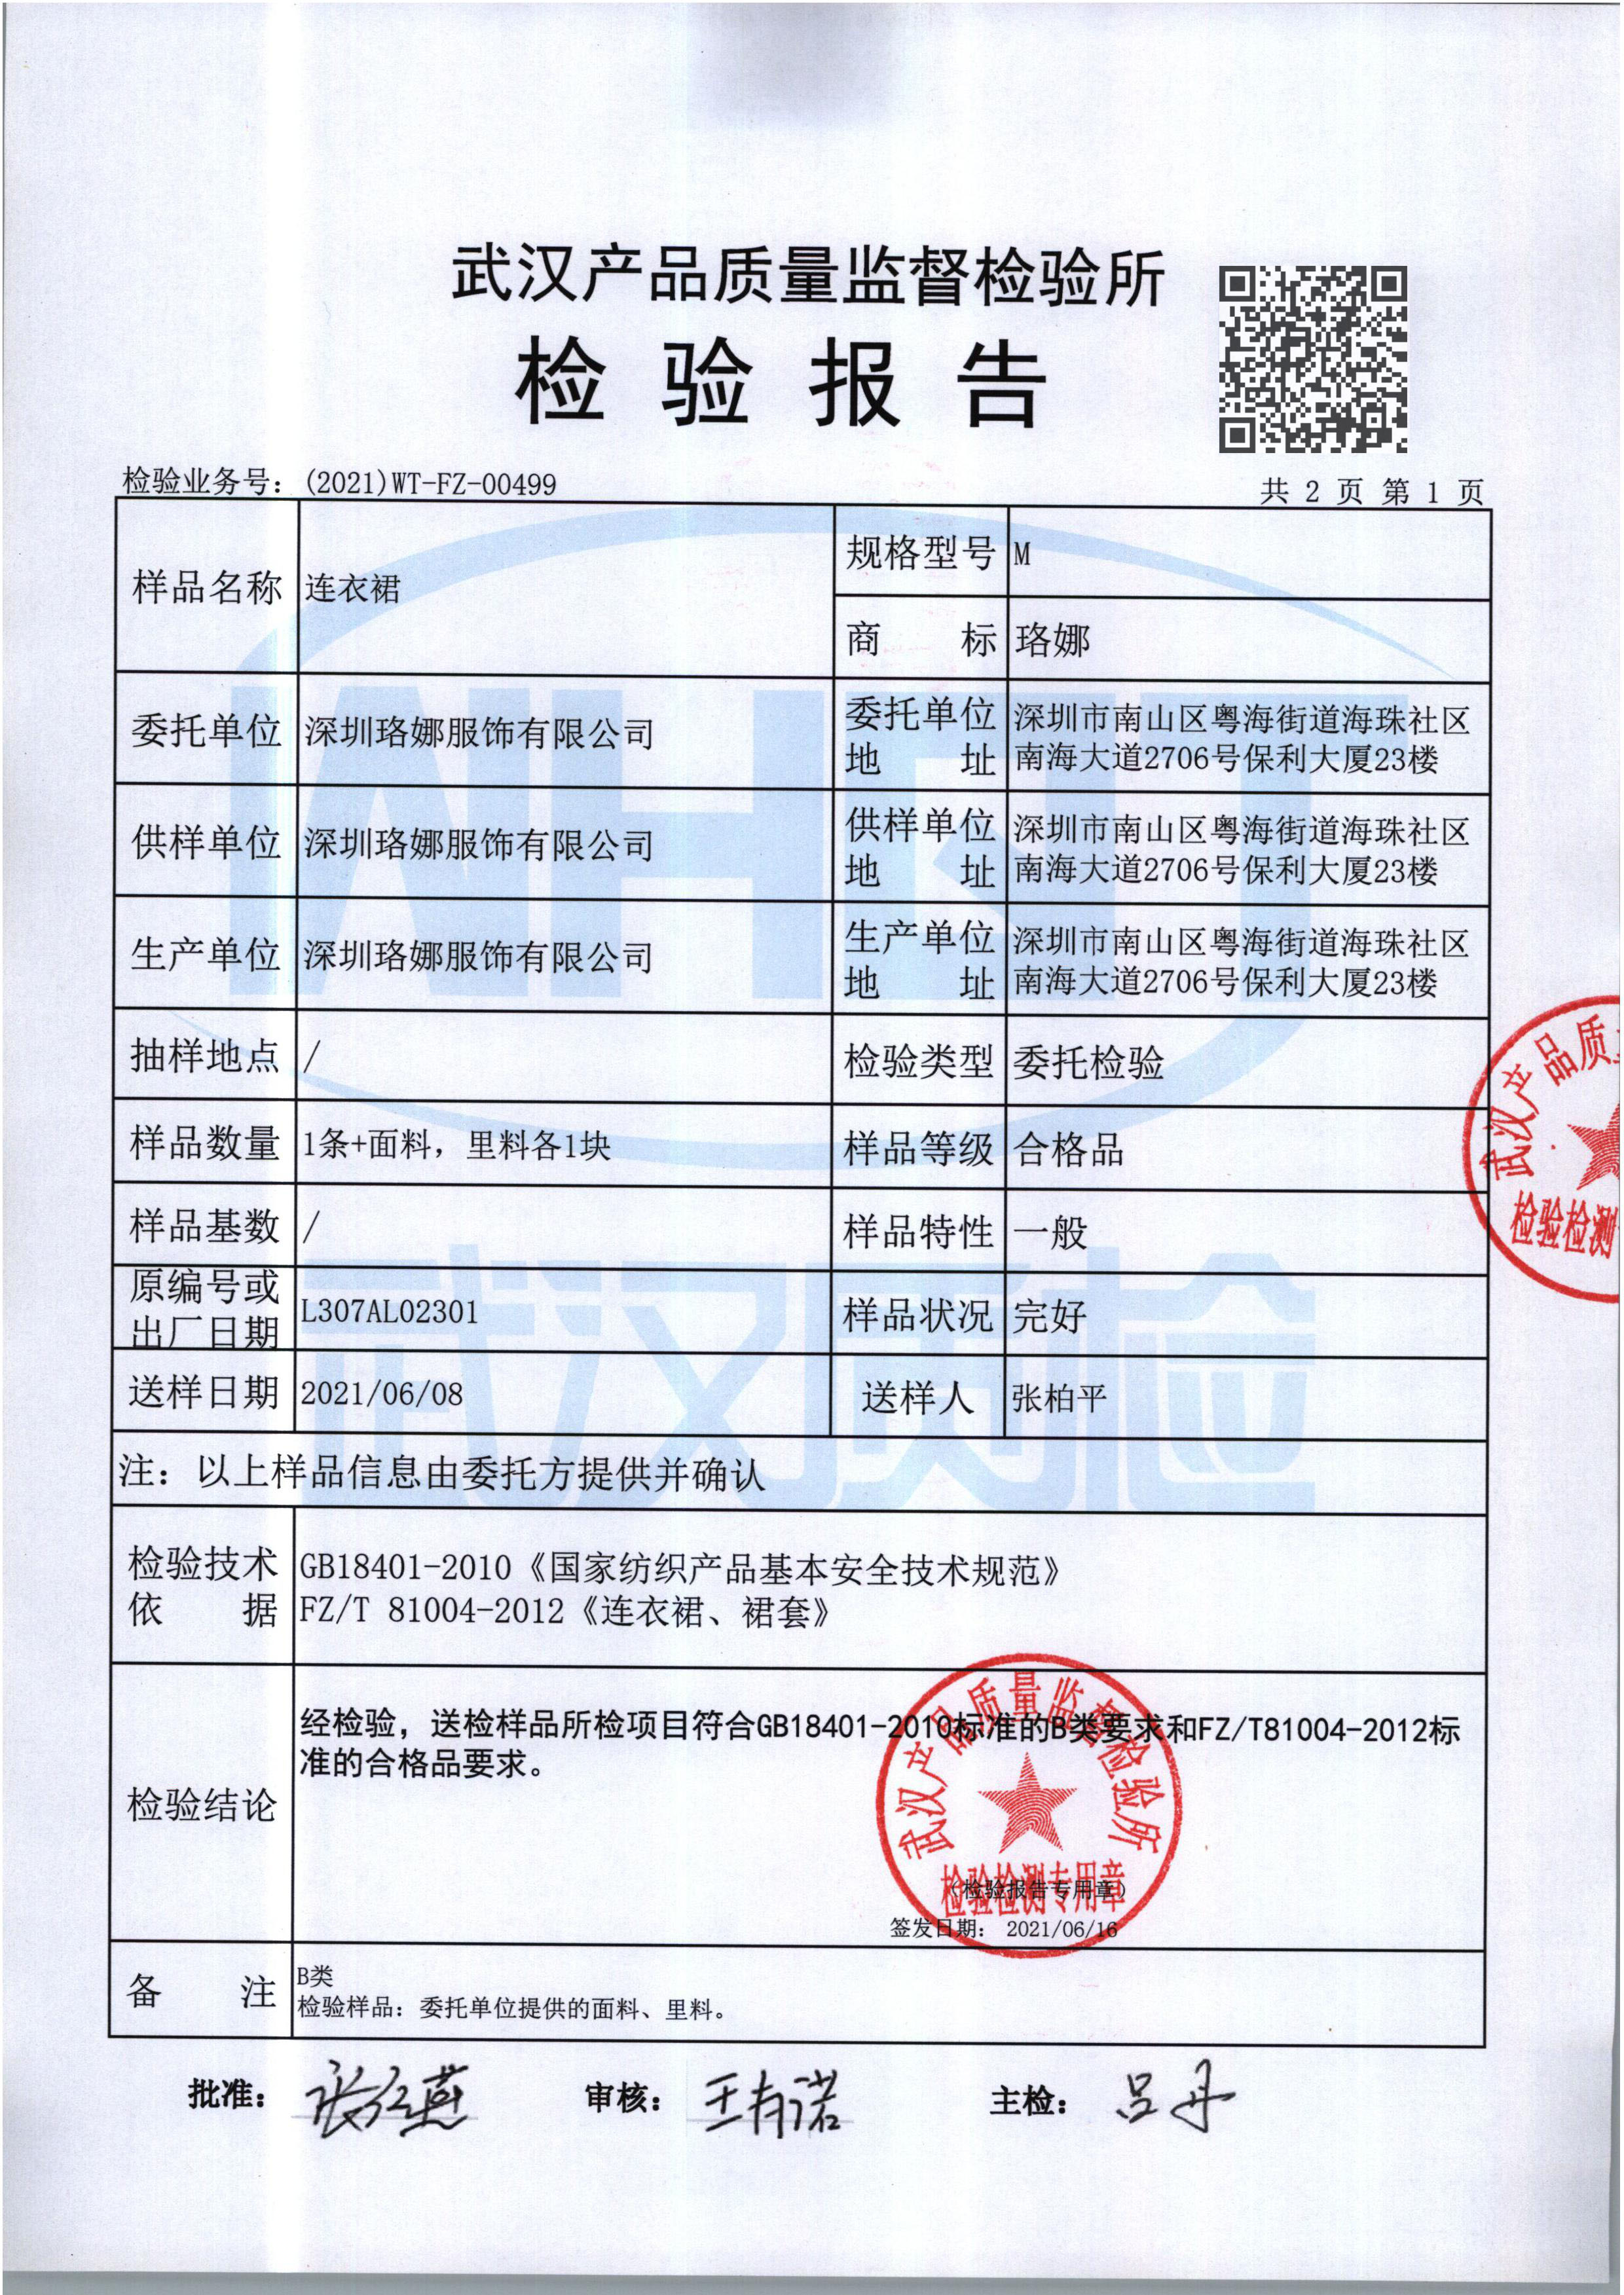 武汉产品质量监督检验所
检验报告
检验业务号：(2021)WT-FZ-00499
共 2 页 第 1 页
样品名称 连衣裙
规格型号 M
商标 珞娜
委托单位 深圳珞娜服饰有限公司
委托单位地址 深圳市南山区粤海街道海珠社区
南海大道2706号保利大厦23楼
供样单位 深圳珞娜服饰有限公司
供样单位地址 深圳市南山区粤海街道海珠社区
南海大道2706号保利大厦23楼
生产单位 深圳珞娜服饰有限公司
生产单位地址 深圳市南山区粤海街道海珠社区
南海大道2706号保利大厦23楼
抽样地点 /
检验类型 委托检验
样品数量 1条+面料，里料各1块
样品等级 合格品
样品基数 /
样品特性 一般
原编号或出厂日期 L307AL02301
样品状况 完好
送样日期 2021/06/08
送样人 张柏平
注：以上样品信息由委托方提供并确认
检验技术依据 GB18401-2010《国家纺织产品基本安全技术规范》
FZ/T 81004-2012《连衣裙、裙套》
检验结论 经检验，送检样品所检项目符合GB18401-2010标准的B类要求和FZ/T81004-2012标
准的合格品要求。
武汉产品质量监督检验所
检验检测专用章
（检验报告专用章）
签发日期： 2021/06/16
备注 B类
检验样品：委托单位提供的面料、里料。
批准： 张红燕
审核： 王有诺
主检： 吕丹
武汉产品质
检验检测
WHQT
武汉质检